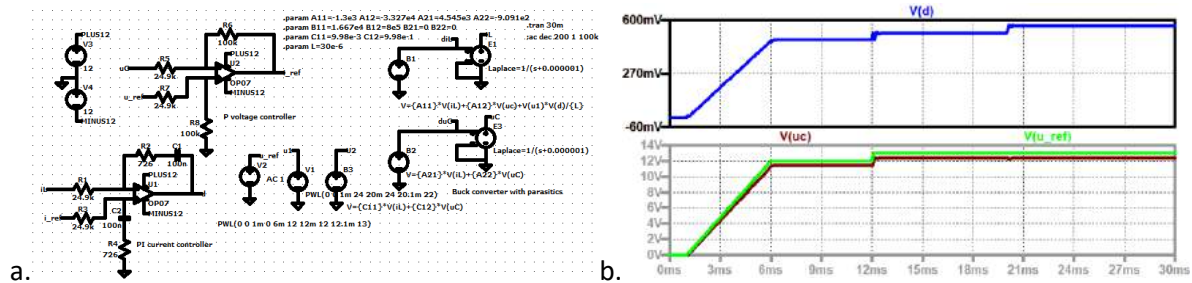 .param A11=-1.3e3 A12=-3.327e4 A21=4.545e3 A22=-9.091e2
.param B11=1.667e4 B12=8e5 B21=0 B22=0
.param C11=9.98e-3 C12=9.98e-1
.param L=30e-6
.tran 30m
;ac dec 200 1 100k
PLUS12
V3
12
V4
12
MINUS12
R6
100k
PLUS12
U2
OP07
MINUS12
i_ref
uC
R5
24.9k
u_ref
R7
24.9k
R8
100k
P voltage controller
B1
diL
iL
E1
Laplace=1/(s+0.000001)
V={A11}*V(iL)+{A12}*V(uc)+V(u1)*V(d)/{L}
B2
duC
uC
E3
Laplace=1/(s+0.000001)
V={A21}*V(iL)+{A22}*V(uC)
Buck converter with parasitics
R2
726
C1
100n
PLUS12
U1
OP07
MINUS12
iL
R1
24.9k
i_ref
R3
24.9k
C2
100n
R4
726
PI current controller
u_ref
V2
AC 1
u1
V1
U2
B3
PWL(0 0 1m 24 20m 24 20.1m 22)
V={C11}*V(iL)+{C12}*V(uC)
PWL(0 0 1m 0 6m 12 12m 12 12.1m 13)
a.
V(d)
600mV
270mV
-60mV
V(uc) V(u_ref)
14V
12V
10V
8V
6V
4V
2V
0V
0ms 3ms 6ms 9ms 12ms 15ms 18ms 21ms 24ms 27ms 30ms
b.